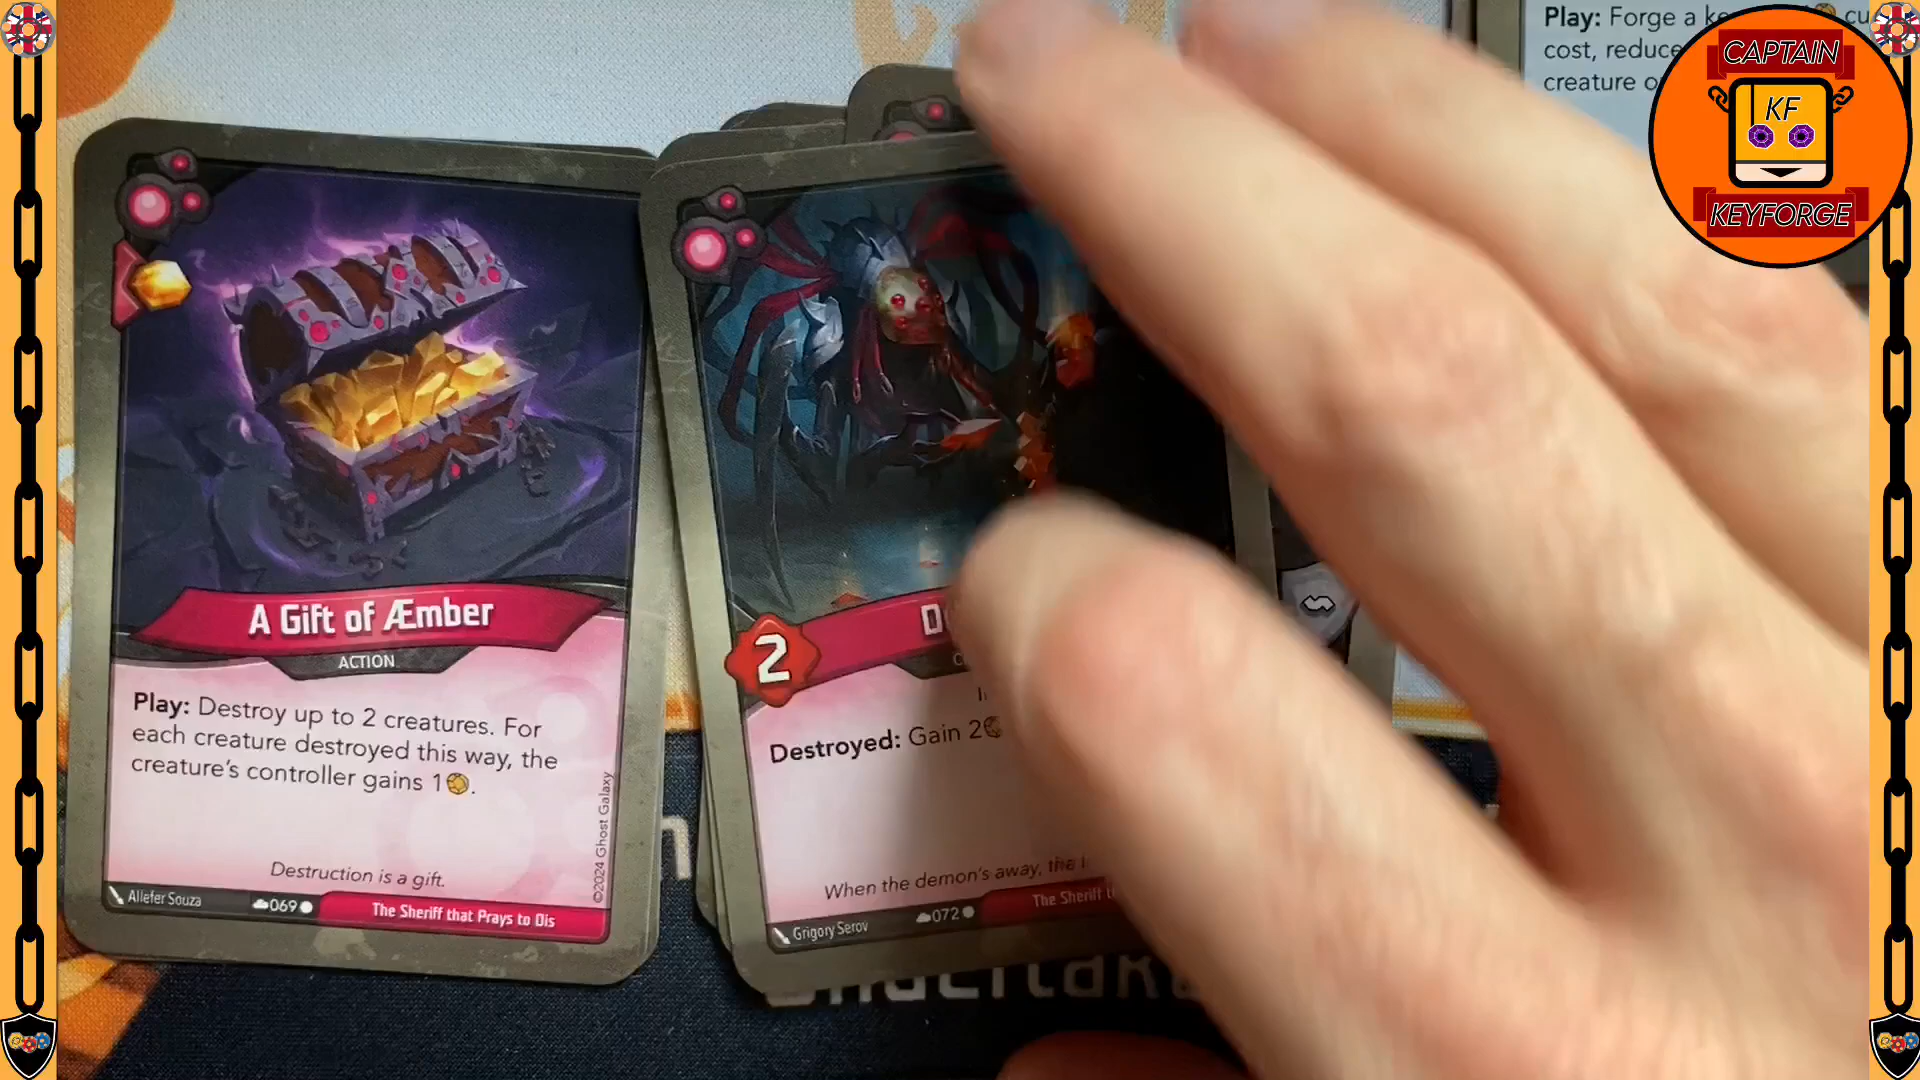 A Gift of Æmber
ACTION
Play: Destroy up to 2 creatures. For
each creature destroyed this way, the
creature's controller gains 1
Destruction is a gift.
Allefer Souza
069
The Sheriff that Prays to Dis
©2024 Ghost Galaxy
2
Destroyed: Gain 2
When the demon's away, the
Grigory Serov
072
The Sheriff
Play: Forge a
cost,
creature
CAPTAIN
KF
KEYFORGE